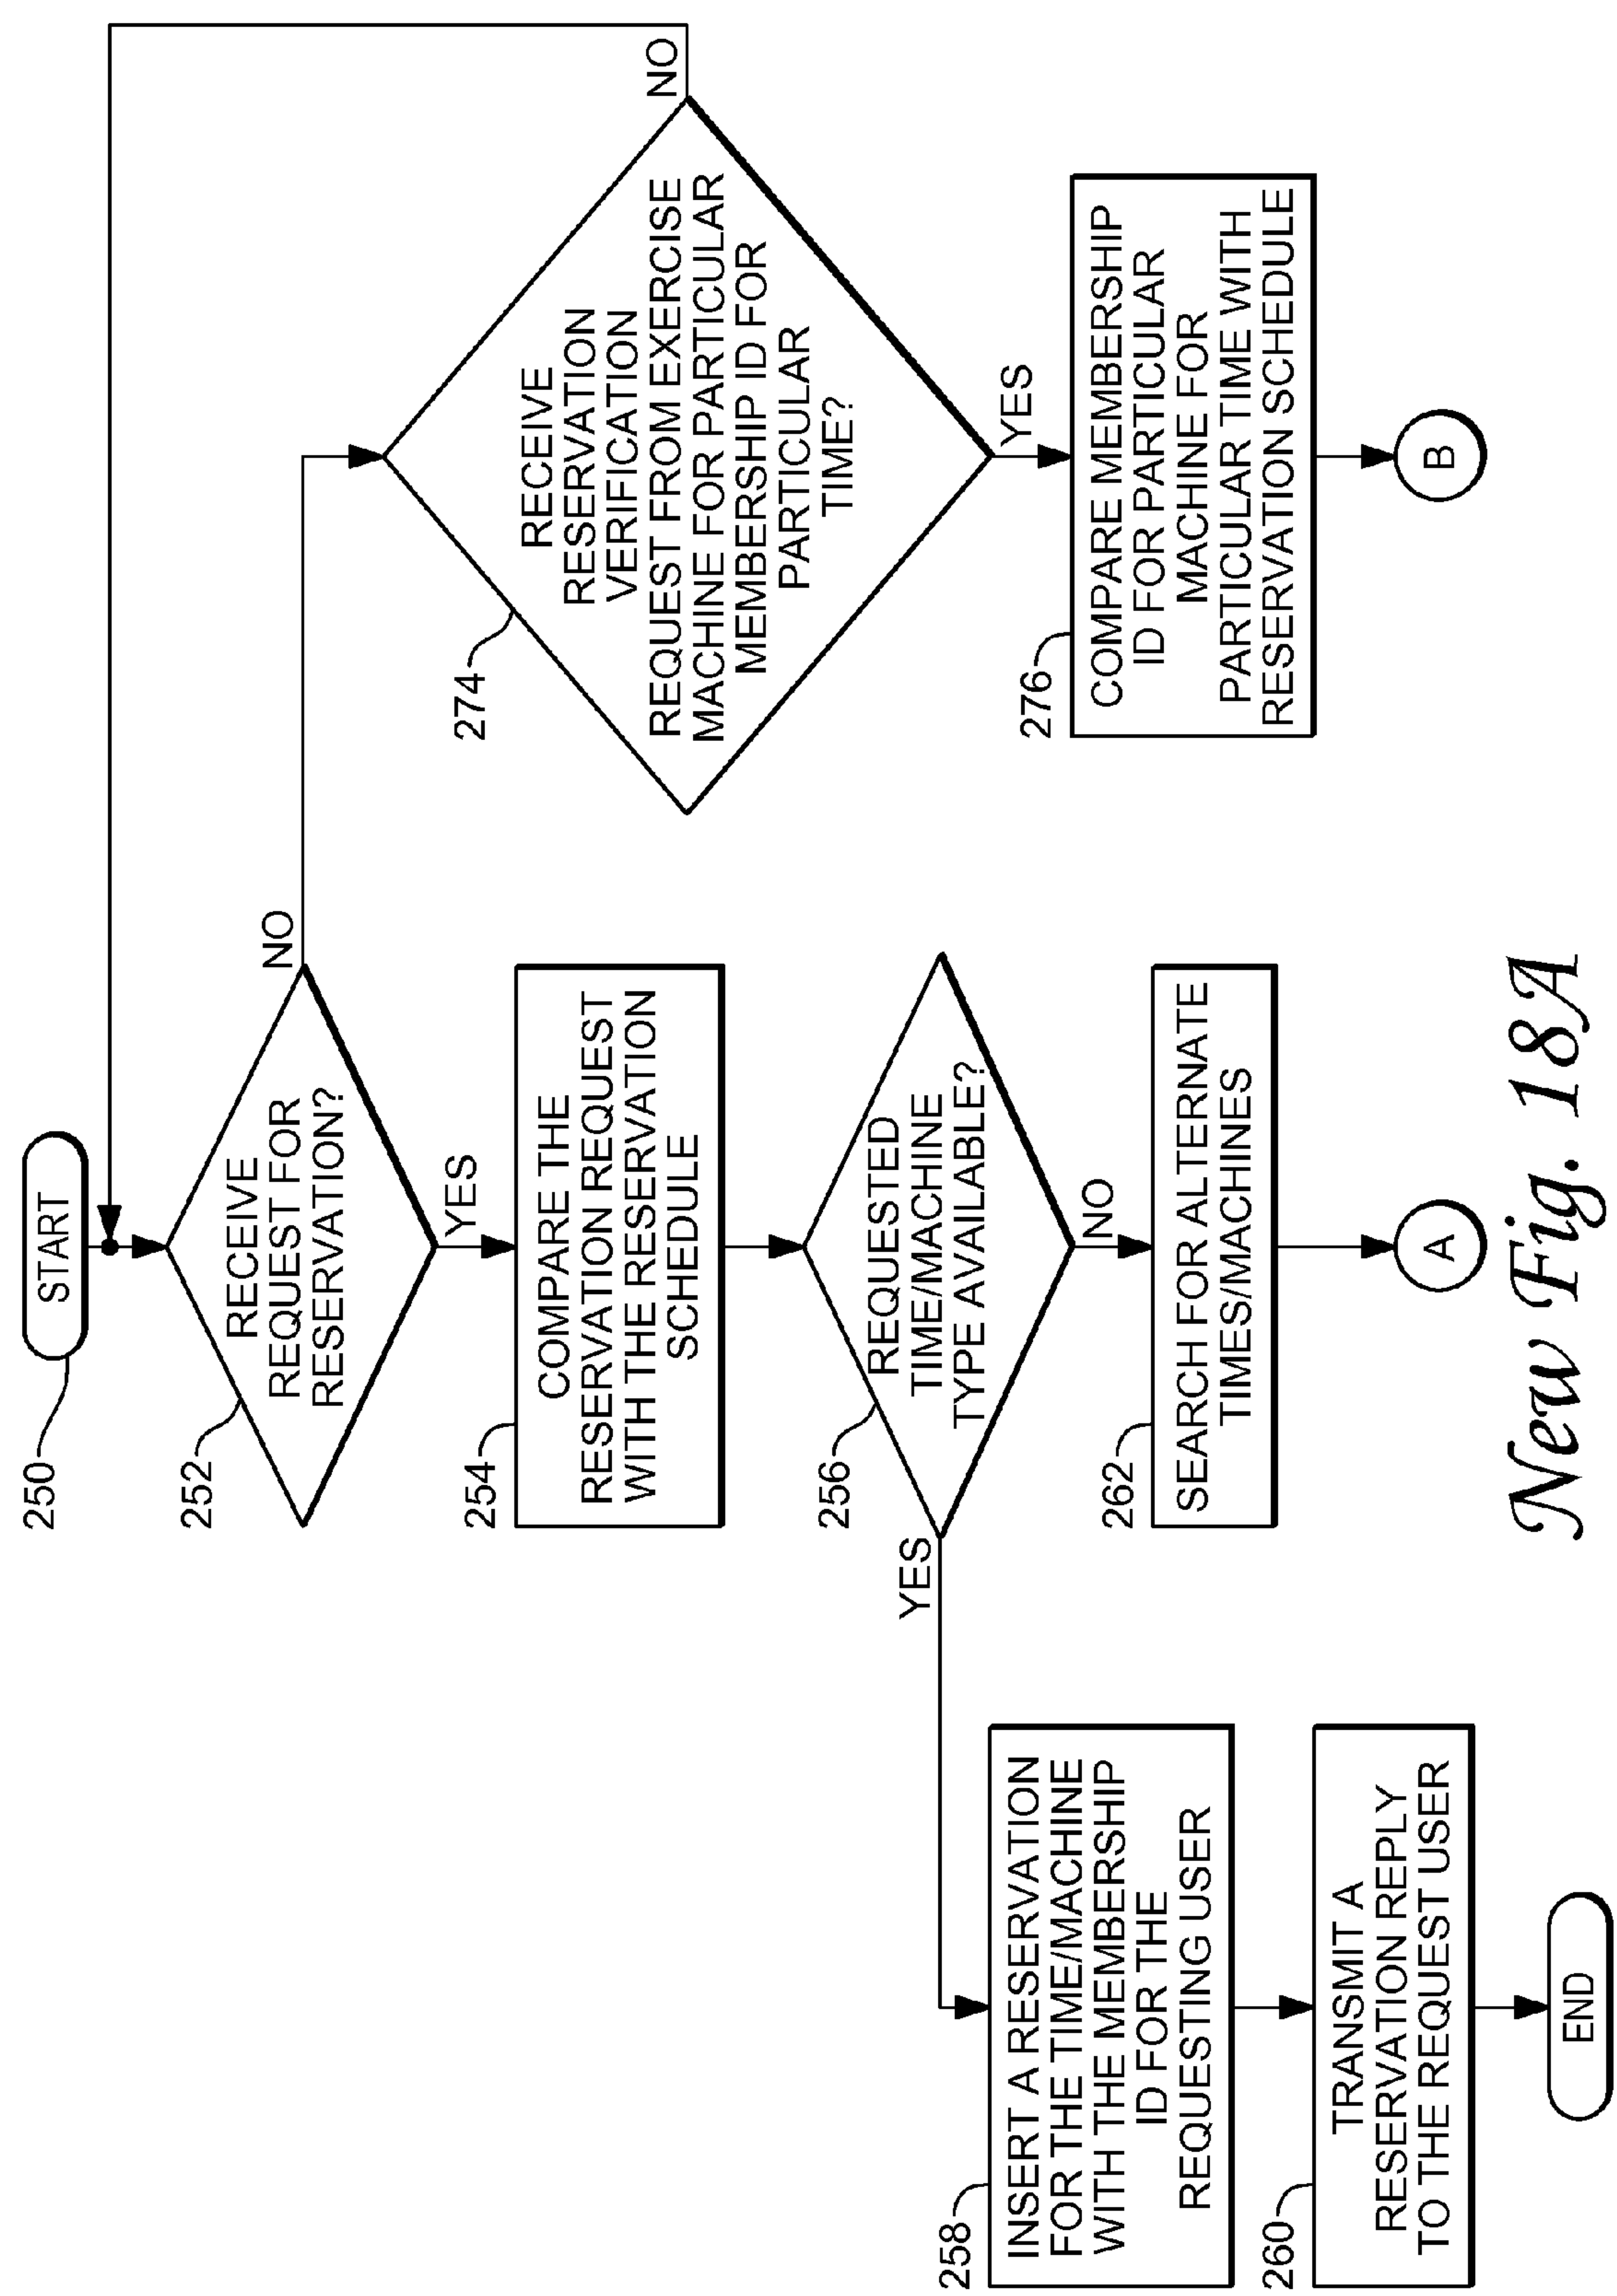 250
START
252
RECEIVE
REQUEST FOR
RESERVATION?
NO
YES
254
COMPARE THE
RESERVATION REQUEST
WITH THE RESERVATION
SCHEDULE
256
REQUESTED
TIME/MACHINE
TYPE AVAILABLE?
YES
NO
258
INSERT A RESERVATION
FOR THE TIME/MACHINE
WITH THE MEMBERSHIP
ID FOR THE
REQUESTING USER
260
TRANSMIT A
RESERVATION REPLY
TO THE REQUEST USER
END
262
SEARCH FOR ALTERNATE
TIMES/MACHINES
A
274
RECEIVE
RESERVATION
VERIFICATION
REQUEST FROM EXERCISE
MACHINE FOR PARTICULAR
MEMBERSHIP ID FOR
PARTICULAR
TIME?
NO
YES
276
COMPARE MEMBERSHIP
ID FOR PARTICULAR
MACHINE FOR
PARTICULAR TIME WITH
RESERVATION SCHEDULE
B
New Fig. 18A